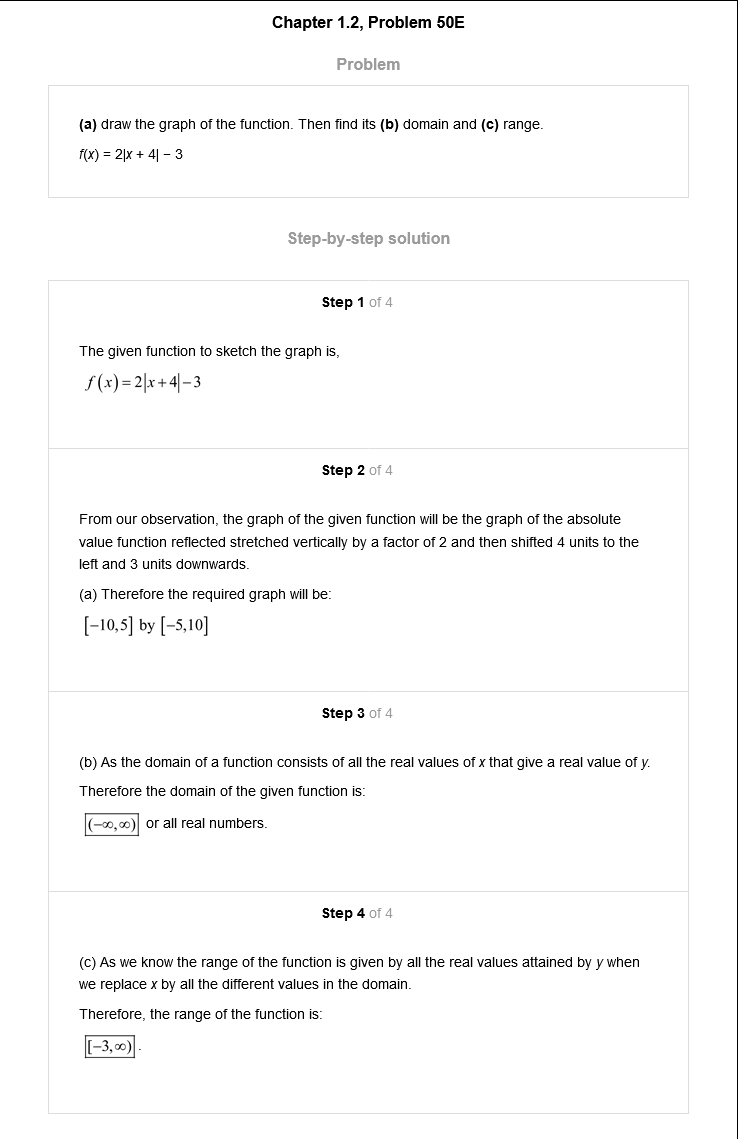 Chapter 1.2, Problem 50E
Problem
(a) draw the graph of the function. Then find its (b) domain and (c) range.
f(x) = 2|x + 4| − 3
Step-by-step solution
Step 1 of 4
The given function to sketch the graph is,
f(x)=2|x+4|−3
Step 2 of 4
From our observation, the graph of the given function will be the graph of the absolute
value function reflected stretched vertically by a factor of 2 and then shifted 4 units to the
left and 3 units downwards.
(a) Therefore the required graph will be:
[−10,5] by [−5,10]
Step 3 of 4
(b) As the domain of a function consists of all the real values of x that give a real value of y.
Therefore the domain of the given function is:
(−∞,∞) or all real numbers.
Step 4 of 4
(c) As we know the range of the function is given by all the real values attained by y when
we replace x by all the different values in the domain.
Therefore, the range of the function is:
[−3,∞).